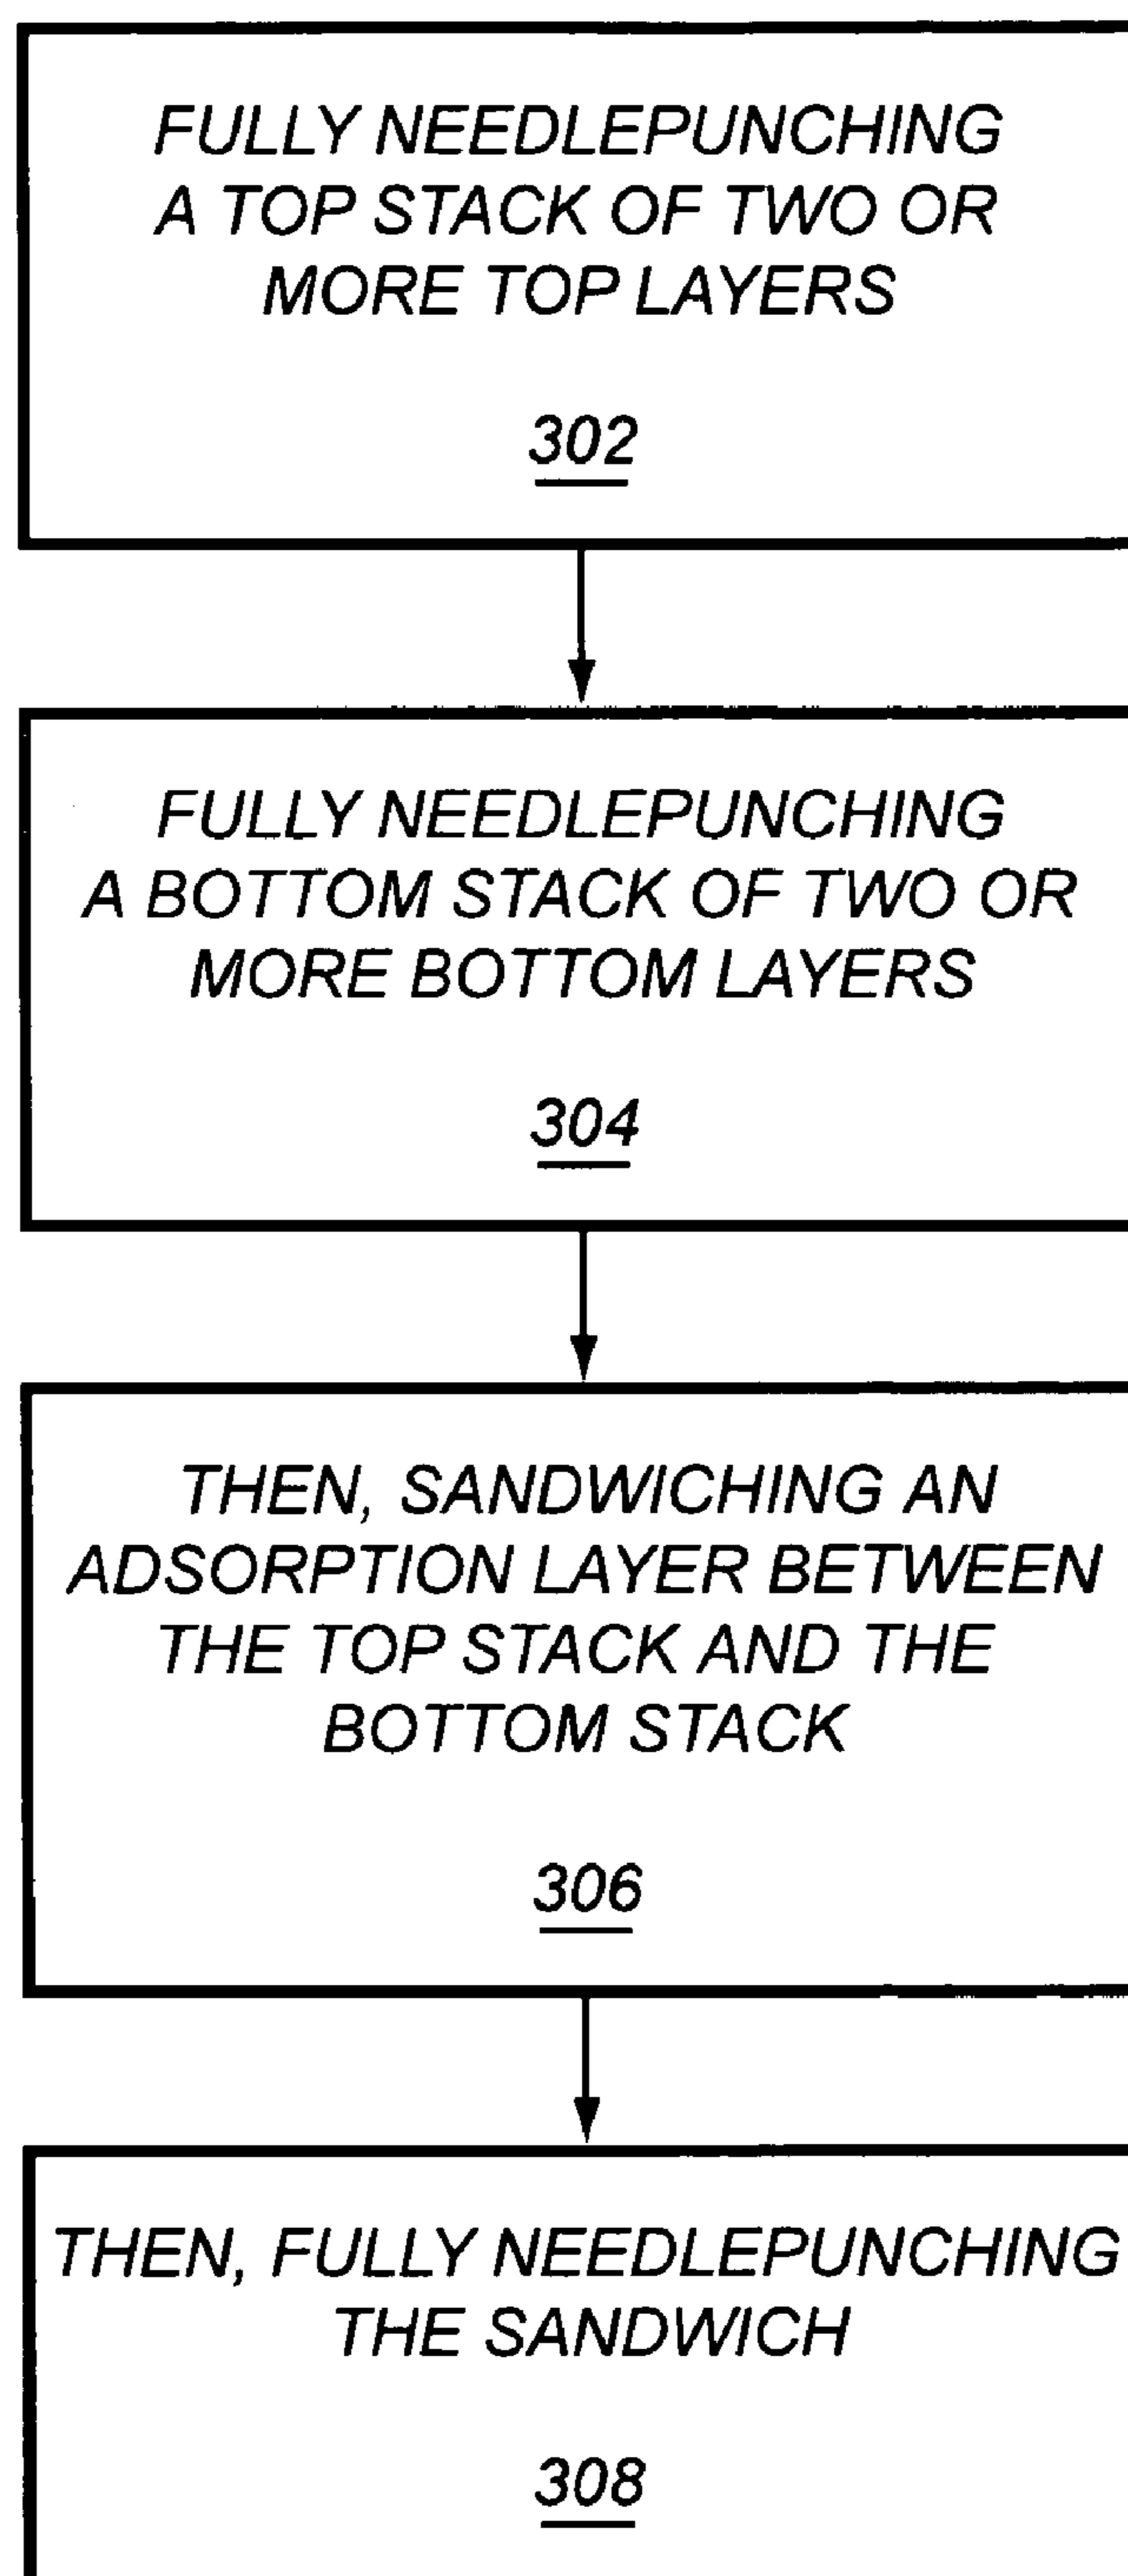 FULLY NEEDLEPUNCHING
A TOP STACK OF TWO OR
MORE TOP LAYERS
302
FULLY NEEDLEPUNCHING
A BOTTOM STACK OF TWO OR
MORE BOTTOM LAYERS
304
THEN, SANDWICHING AN
ADSORPTION LAYER BETWEEN
THE TOP STACK AND THE
BOTTOM STACK
306
THEN, FULLY NEEDLEPUNCHING
THE SANDWICH
308